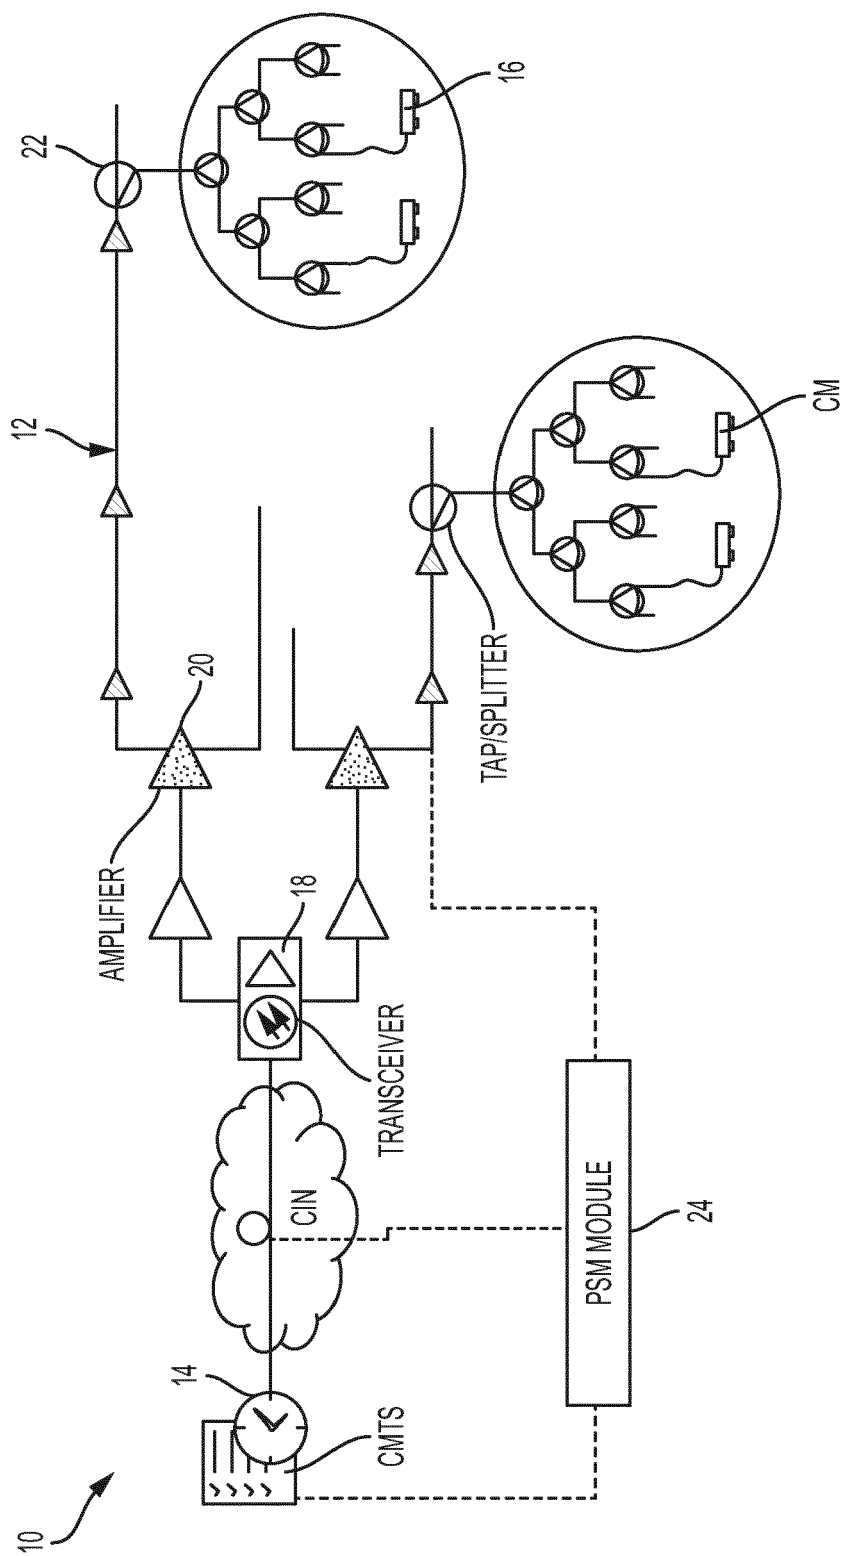 10
14
CMTS
CIN
PSM MODULE
24
TRANSCEIVER
18
AMPLIFIER
20
12
TAP/SPLITTER
22
16
CM